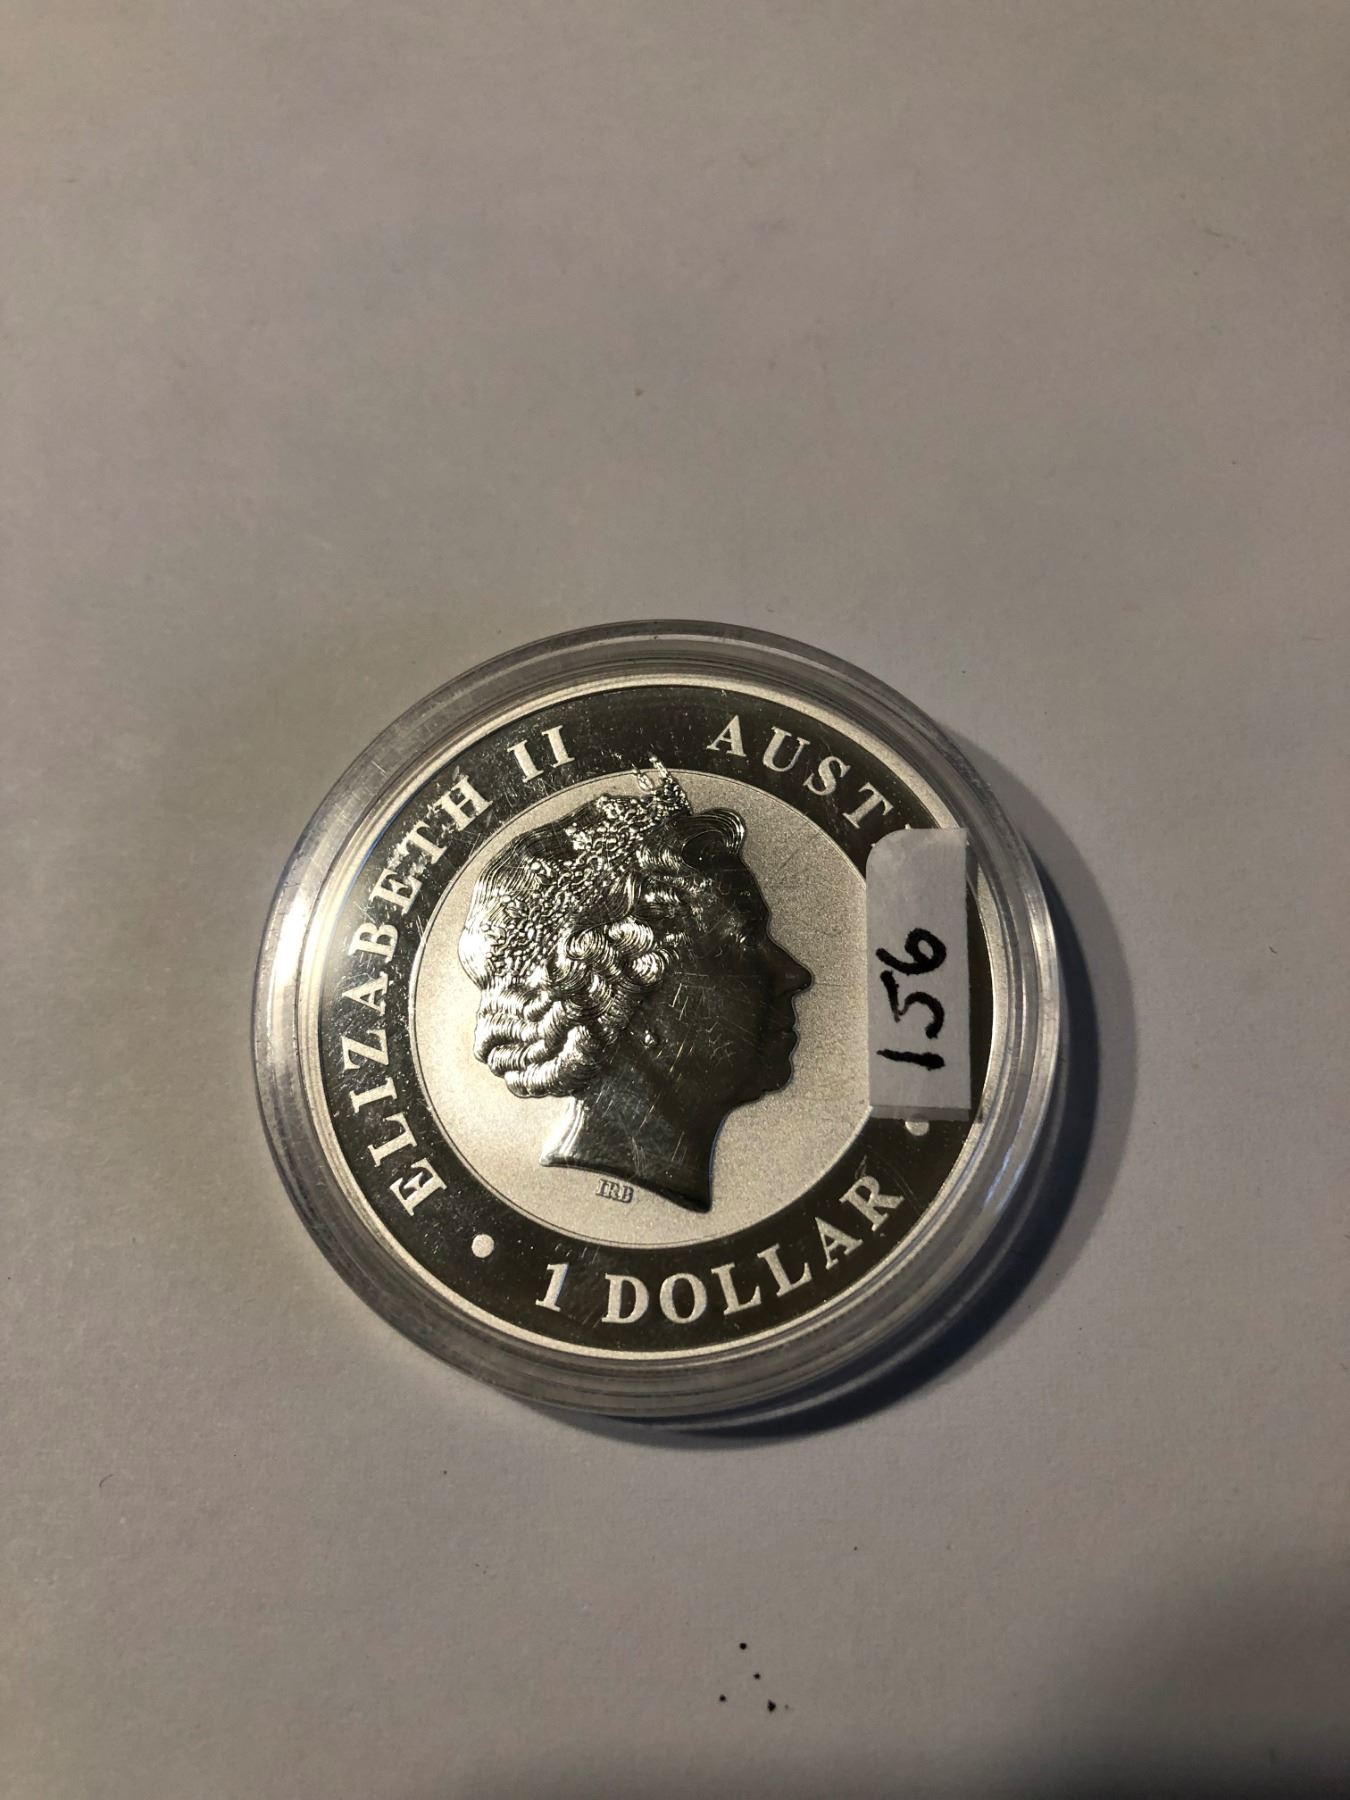 ELIZABETH II AUST
156
IRB
1 DOLLAR